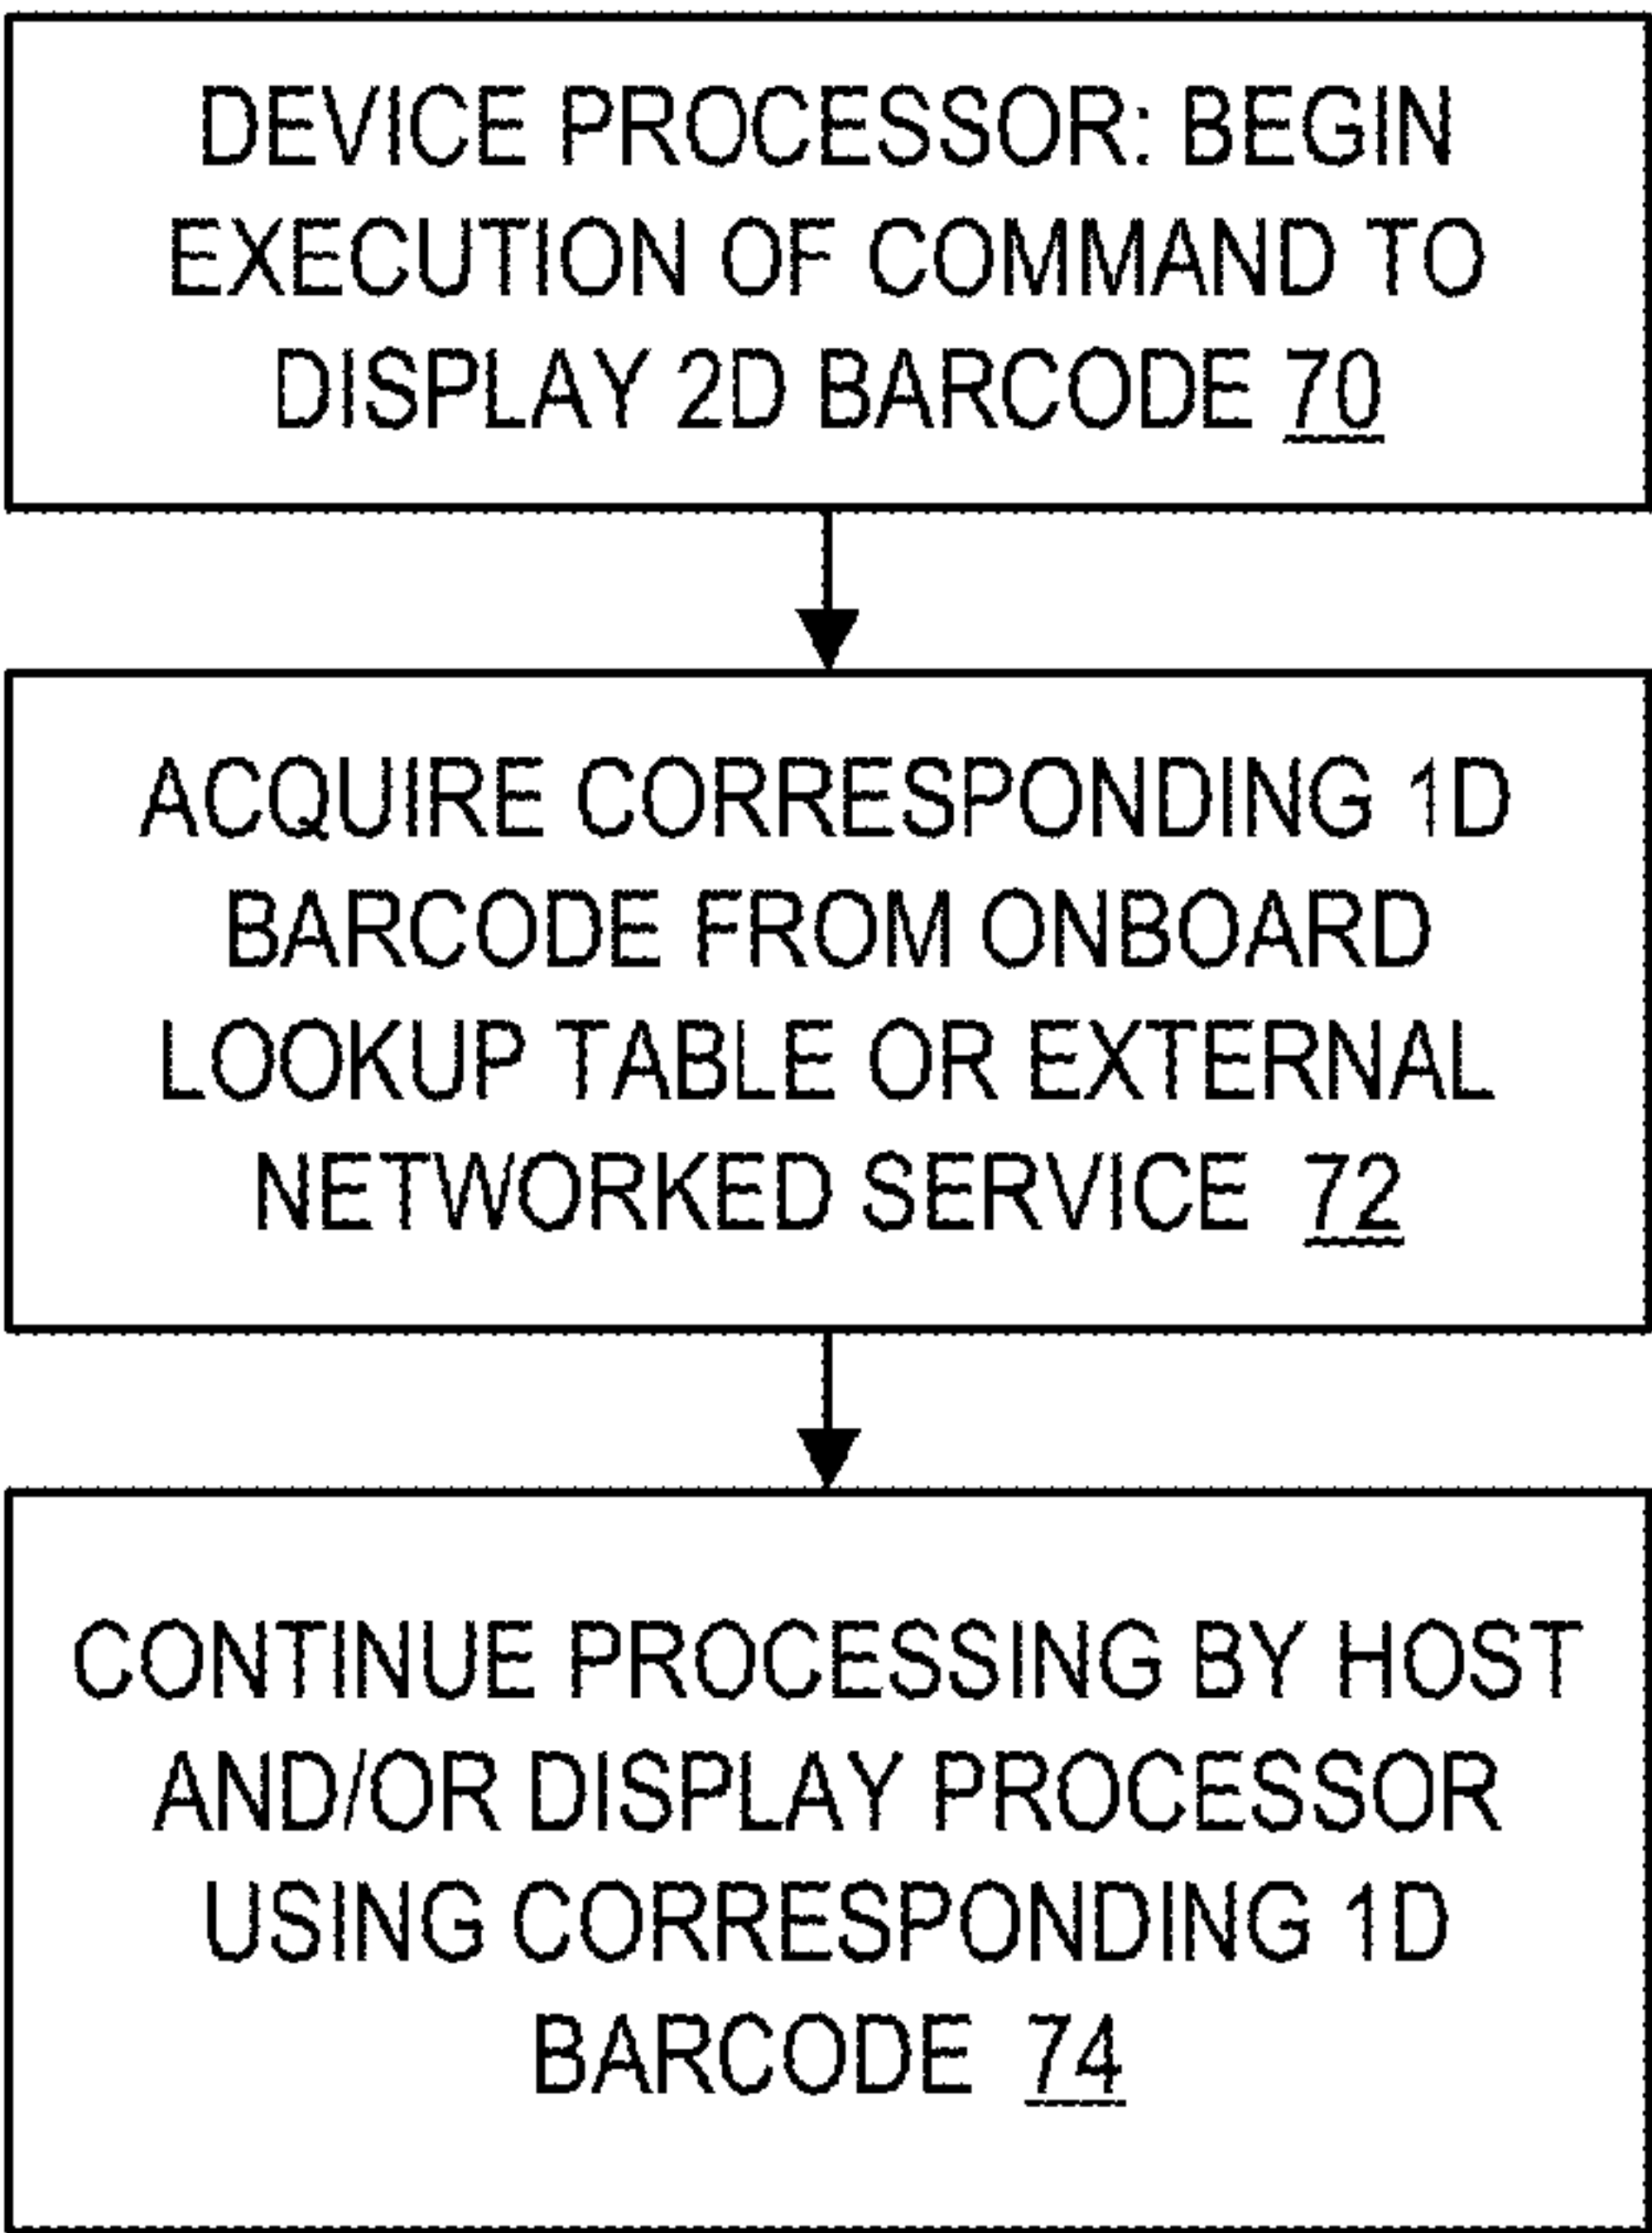 DEVICE PROCESSOR: BEGIN
EXECUTION OF COMMAND TO
DISPLAY 2D BARCODE 70
ACQUIRE CORRESPONDING 1D
BARCODE FROM ONBOARD
LOOKUP TABLE OR EXTERNAL
NETWORKED SERVICE 72
CONTINUE PROCESSING BY HOST
AND/OR DISPLAY PROCESSOR
USING CORRESPONDING 1D
BARCODE 74